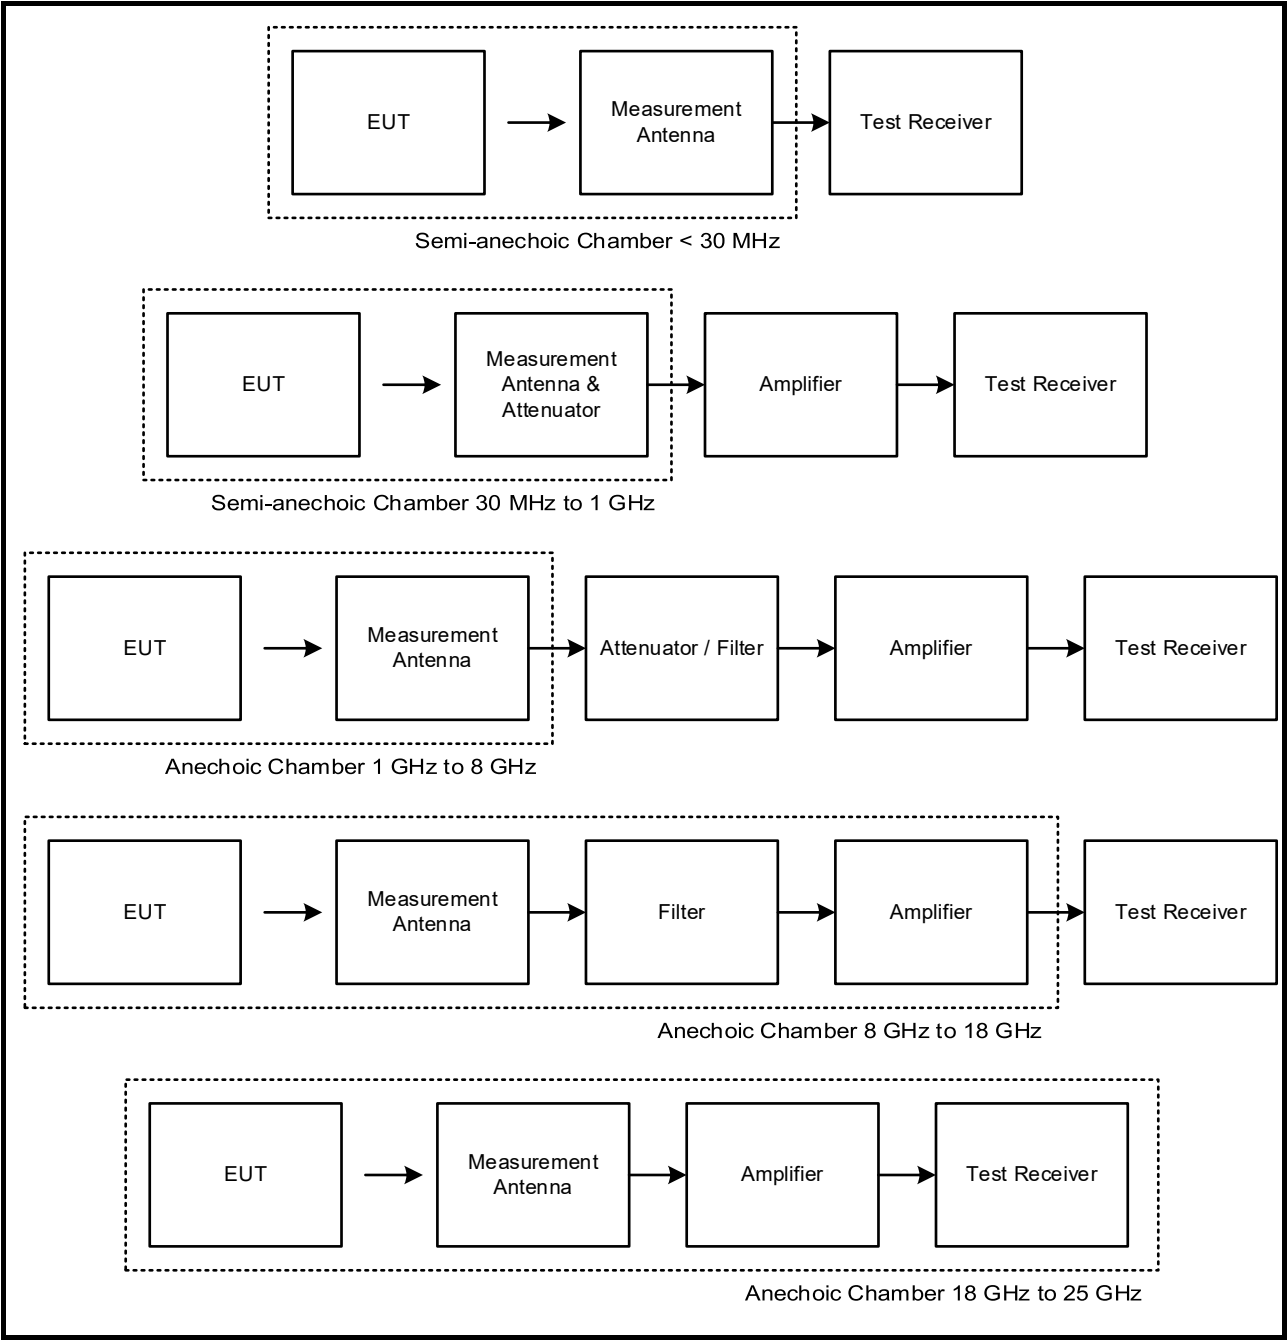 EUT
Measurement
Antenna
Test Receiver
Semi-anechoic Chamber < 30 MHz
EUT
Measurement
Antenna &
Attenuator
Amplifier
Test Receiver
Semi-anechoic Chamber 30 MHz to 1 GHz
EUT
Measurement
Antenna
Attenuator / Filter
Amplifier
Test Receiver
Anechoic Chamber 1 GHz to 8 GHz
EUT
Measurement
Antenna
Filter
Amplifier
Test Receiver
Anechoic Chamber 8 GHz to 18 GHz
EUT
Measurement
Antenna
Amplifier
Test Receiver
Anechoic Chamber 18 GHz to 25 GHz